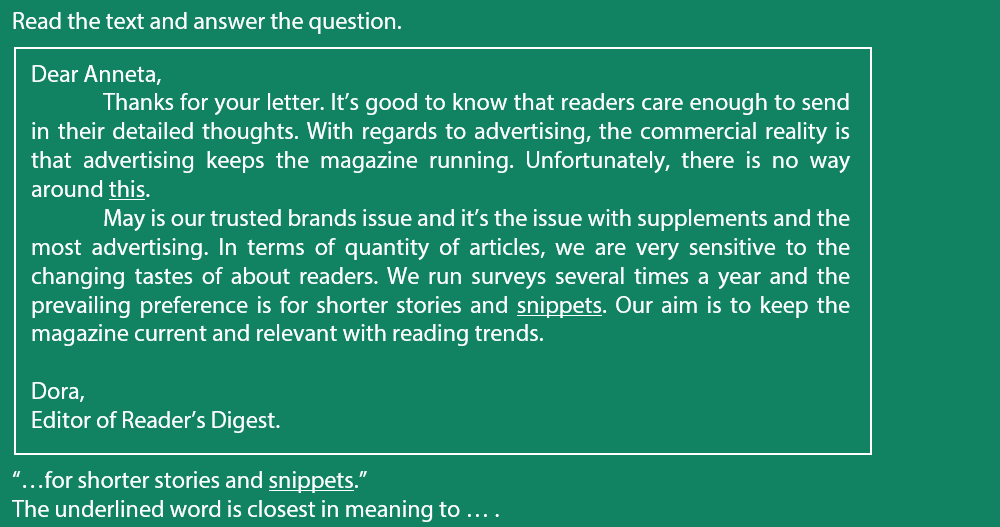 Read the text and answer the question.
Dear Anneta,
Thanks for your letter. It’s good to know that readers care enough to send
in their detailed thoughts. With regards to advertising, the commercial reality is
that advertising keeps the magazine running. Unfortunately, there is no way
around this.
May is our trusted brands issue and it’s the issue with supplements and the
most advertising. In terms of quantity of articles, we are very sensitive to the
changing tastes of about readers. We run surveys several times a year and the
prevailing preference is for shorter stories and snippets. Our aim is to keep the
magazine current and relevant with reading trends.
Dora,
Editor of Reader’s Digest.
“…for shorter stories and snippets.”
The underlined word is closest in meaning to … .